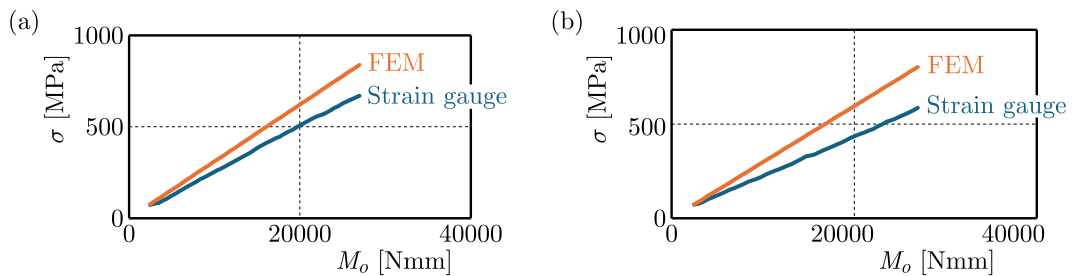 (a)
1000
FEM
Strain gauge
500
σ [MPa]
0
0 20000 40000
M_o [Nmm]
(b)
1000
FEM
Strain gauge
500
σ [MPa]
0
0 20000 40000
M_o [Nmm]